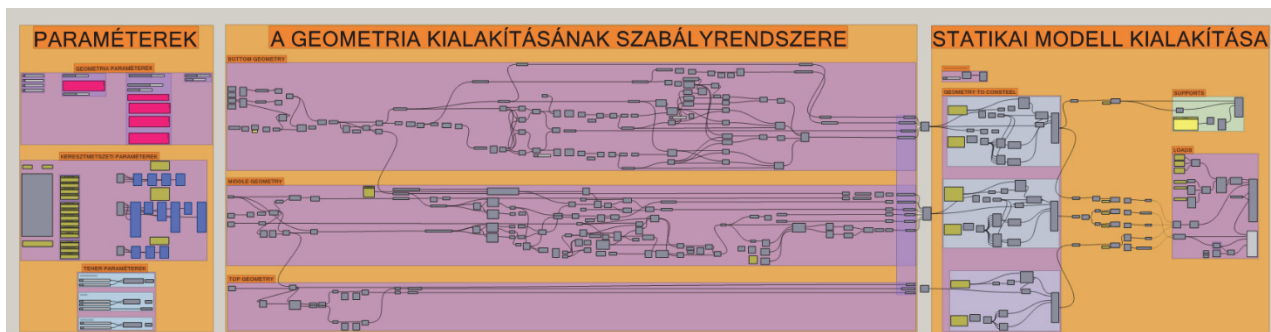 PARAMÉTEREK
GEOMETRIA PARAMÉTEREK
KERESZTMETSZETI PARAMÉTEREK
TEHER PARAMÉTEREK
A GEOMETRIA KIALAKÍTÁSÁNAK SZABÁLYRENDSZERE
BOTTOM GEOMETRY
MIDDLE GEOMETRY
TOP GEOMETRY
STATIKAI MODELL KIALAKÍTÁSA
GEOMETRY TO CONSTEEL
SUPPORTS
LOADS